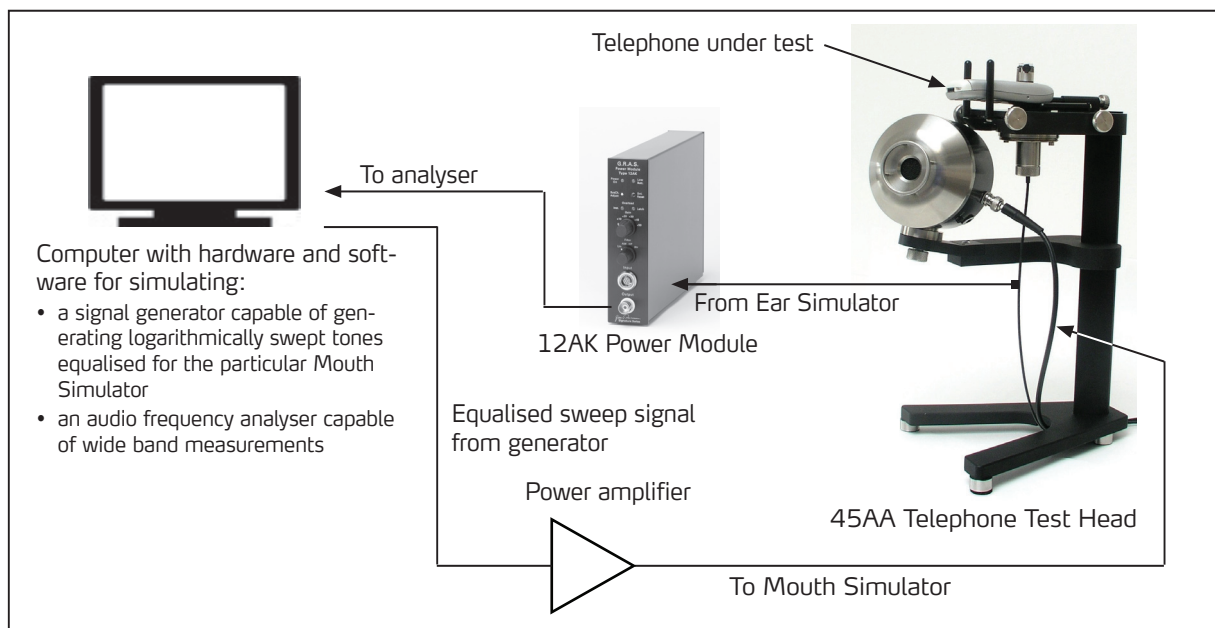 Telephone under test
To analyser
G.R.A.S.
Power Module
From Ear Simulator
12AK Power Module
Computer with hardware and soft-
ware for simulating:
• a signal generator capable of gen-
erating logarithmically swept tones
equalised for the particular Mouth
Simulator
• an audio frequency analyser capable
of wide band measurements
Equalised sweep signal
from generator
Power amplifier
45AA Telephone Test Head
To Mouth Simulator